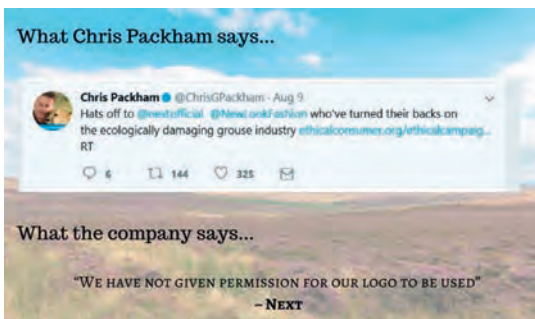 What Chris Packham says...
Chris Packham @ChrisGPackham · Aug 9
Hats off to @nextofficial @NewLookFashion who've turned their backs on
the ecologically damaging grouse industry ethicalconsumer.org/ethicalcampaig...
RT
6 144 325
What the company says...
"WE HAVE NOT GIVEN PERMISSION FOR OUR LOGO TO BE USED"
– NEXT